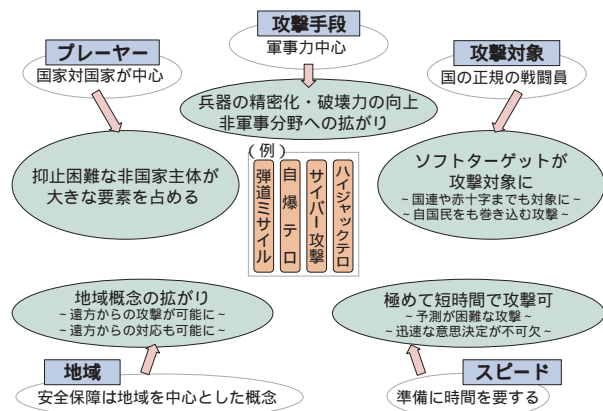 攻撃手段
軍事力中心
プレーヤー
国家対国家が中心
攻撃対象
国の正規の戦闘員
兵器の精密化・破壊力の向上
非軍事分野への拡がり
(例)
弾道ミサイル
自爆テロ
サイバー攻撃
ハイジャックテロ
抑止困難な非国家主体が
大きな要素を占める
ソフトターゲットが
攻撃対象に
~国連や赤十字までも対象に~
~自国民をも巻き込む攻撃~
地域概念の拡がり
~遠方からの攻撃が可能に~
~遠方からの対応も可能に~
地域
安全保障は地域を中心とした概念
極めて短時間で攻撃可
~予測が困難な攻撃~
~迅速な意思決定が不可欠~
スピード
準備に時間を要する